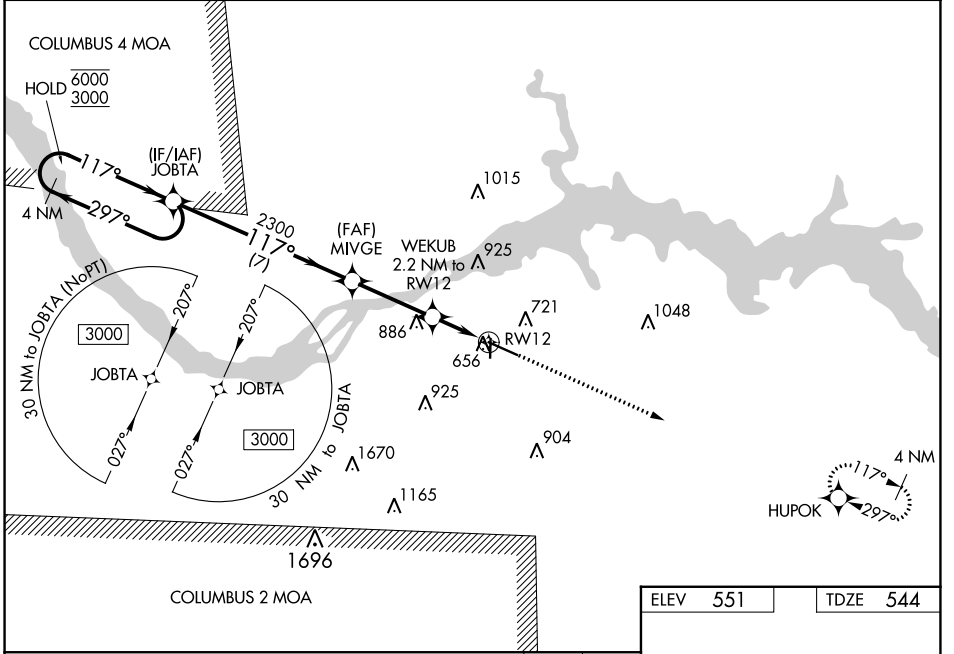 COLUMBUS 4 MOA
HOLD 6000
3000
117°
(IF/IAF)
JOBTA
4 NM
297°
2300
117°
(7)
(FAF)
MIVGE
WEKUB
2.2 NM to
RW12
1015
925
886
721
1048
656
RW12
30 NM to JOBTA (NoPT)
207°
3000
JOBTA
027°
207°
JOBTA
3000
027°
30 NM to JOBTA
925
1670
904
1165
1696
117°
4 NM
HUPOK
297°
COLUMBUS 2 MOA
ELEV 551
TDZE 544